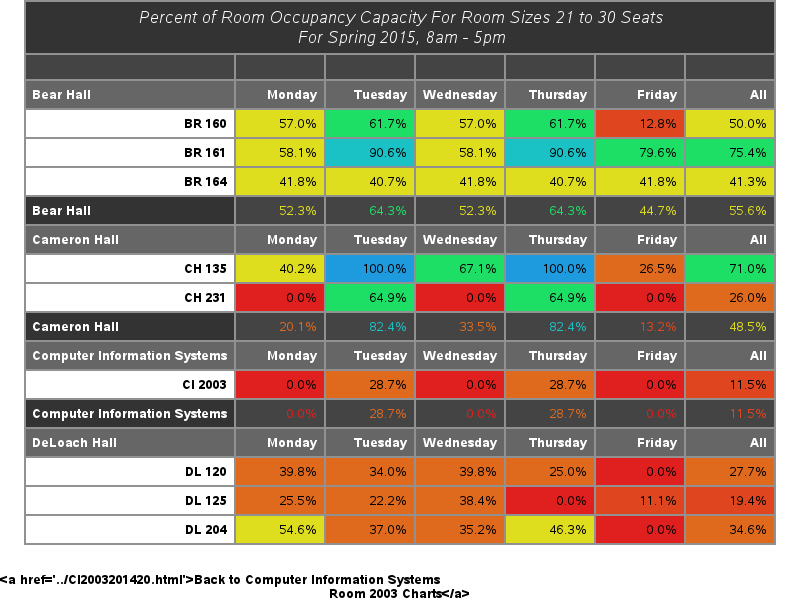 Percent of Room Occupancy Capacity For Room Sizes 21 to 30 Seats
For Spring 2015, 8am - 5pm
Bear Hall Monday Tuesday Wednesday Thursday Friday All
BR 160 57.0% 61.7% 57.0% 61.7% 12.8% 50.0%
BR 161 58.1% 90.6% 58.1% 90.6% 79.6% 75.4%
BR 164 41.8% 40.7% 41.8% 40.7% 41.8% 41.3%
Bear Hall 52.3% 64.3% 52.3% 64.3% 44.7% 55.6%
Cameron Hall Monday Tuesday Wednesday Thursday Friday All
CH 135 40.2% 100.0% 67.1% 100.0% 26.5% 71.0%
CH 231 0.0% 64.9% 0.0% 64.9% 0.0% 26.0%
Cameron Hall 20.1% 82.4% 33.5% 82.4% 13.2% 48.5%
Computer Information Systems Monday Tuesday Wednesday Thursday Friday All
CI 2003 0.0% 28.7% 0.0% 28.7% 0.0% 11.5%
Computer Information Systems 0.0% 28.7% 0.0% 28.7% 0.0% 11.5%
DeLoach Hall Monday Tuesday Wednesday Thursday Friday All
DL 120 39.8% 34.0% 39.8% 25.0% 0.0% 27.7%
DL 125 25.5% 22.2% 38.4% 0.0% 11.1% 19.4%
DL 204 54.6% 37.0% 35.2% 46.3% 0.0% 34.6%
<a href='../CI2003201420.html'>Back to Computer Information Systems
Room 2003 Charts</a>